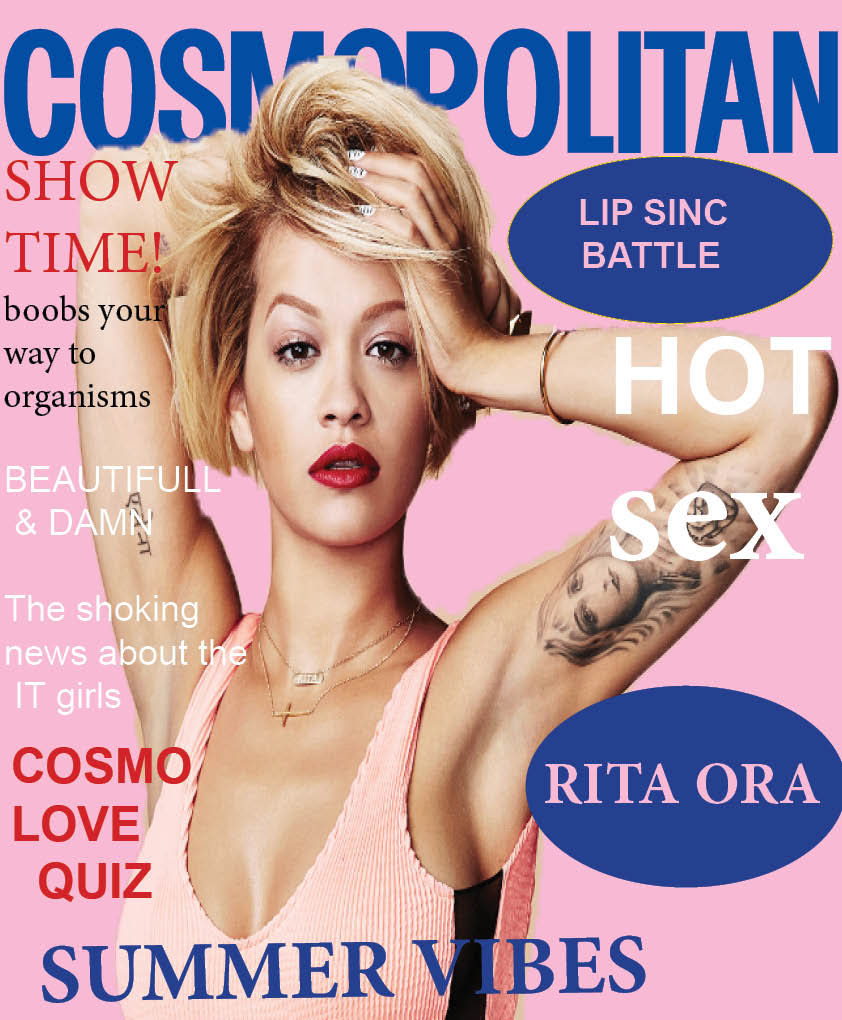 COSMOPOLITAN
SHOW
TIME!
boobs your
way to
organisms
BEAUTIFULL
& DAMN
The shoking
news about the
IT girls
COSMO
LOVE
QUIZ
LIP SINC
BATTLE
HOT
sex
RITA
RITA ORA
SUMMER VIBES